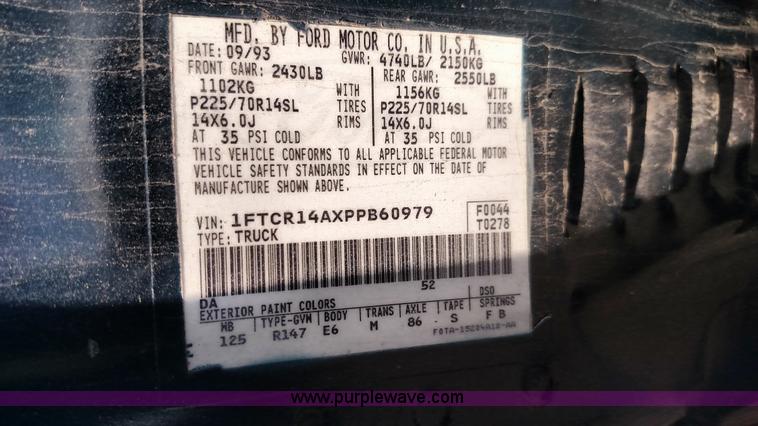 MFD. BY FORD MOTOR CO. IN U.S.A.
DATE: 09/93 GVWR: 4740LB/ 2150KG
FRONT GAWR: 2430LB REAR GAWR: 2550LB
1102KG WITH 1156KG WITH
P225/70R14SL TIRES P225/70R14SL TIRES
14X6.0J RIMS 14X6.0J RIMS
AT 35 PSI COLD AT 35 PSI COLD
THIS VEHICLE CONFORMS TO ALL APPLICABLE FEDERAL MOTOR
VEHICLE SAFETY STANDARDS IN EFFECT ON THE DATE OF
MANUFACTURE SHOWN ABOVE.
VIN: 1FTCR14AXPPB60979 F0044
TYPE: TRUCK T0278
DA 52 DSO
EXTERIOR PAINT COLORS
WB TYPE-GVW BODY TRANS AXLE TAPE SPRINGS
125 R147 E6 M 86 S F B
www.purplewave.com